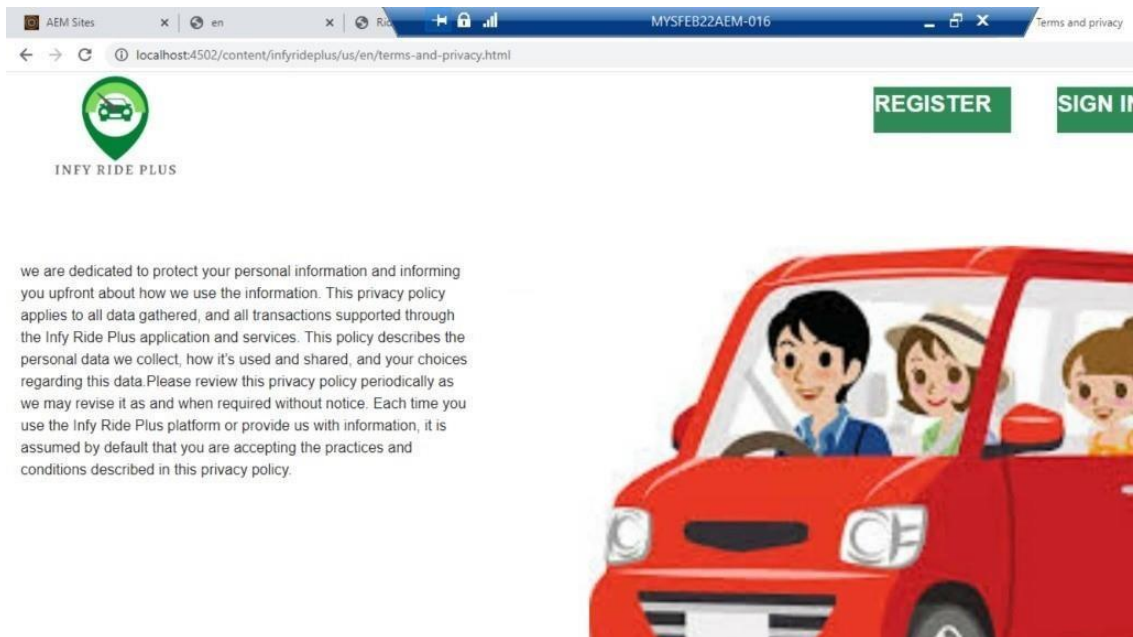 AEM Sites
en
MYSFEB22AEM-016
Terms and privacy
localhost:4502/content/infyrideplus/us/en/terms-and-privacy.html
REGISTER
SIGN IN
INFY RIDE PLUS
we are dedicated to protect your personal information and informing
you upfront about how we use the information. This privacy policy
applies to all data gathered, and all transactions supported through
the Infy Ride Plus application and services. This policy describes the
personal data we collect, how it's used and shared, and your choices
regarding this data.Please review this privacy policy periodically as
we may revise it as and when required without notice. Each time you
use the Infy Ride Plus platform or provide us with information, it is
assumed by default that you are accepting the practices and
conditions described in this privacy policy.